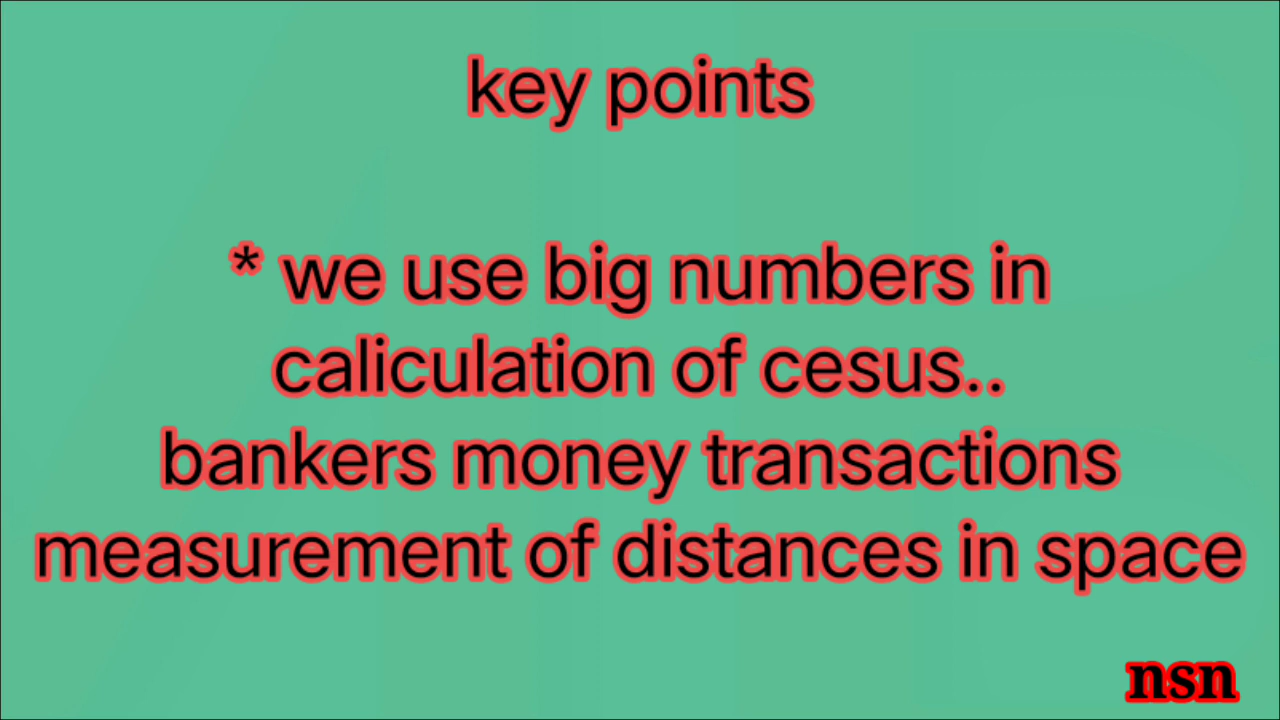 key points
* we use big numbers in
caliculation of cesus..
bankers money transactions
measurement of distances in space
nsn